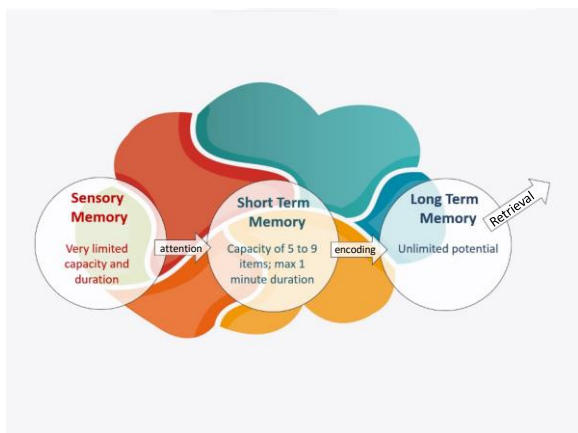 Sensory
Memory
Very limited
capacity and
duration
attention
Short Term
Memory
Capacity of 5 to 9
items; max 1
minute duration
encoding
Long Term
Memory
Unlimited potential
Retrieval